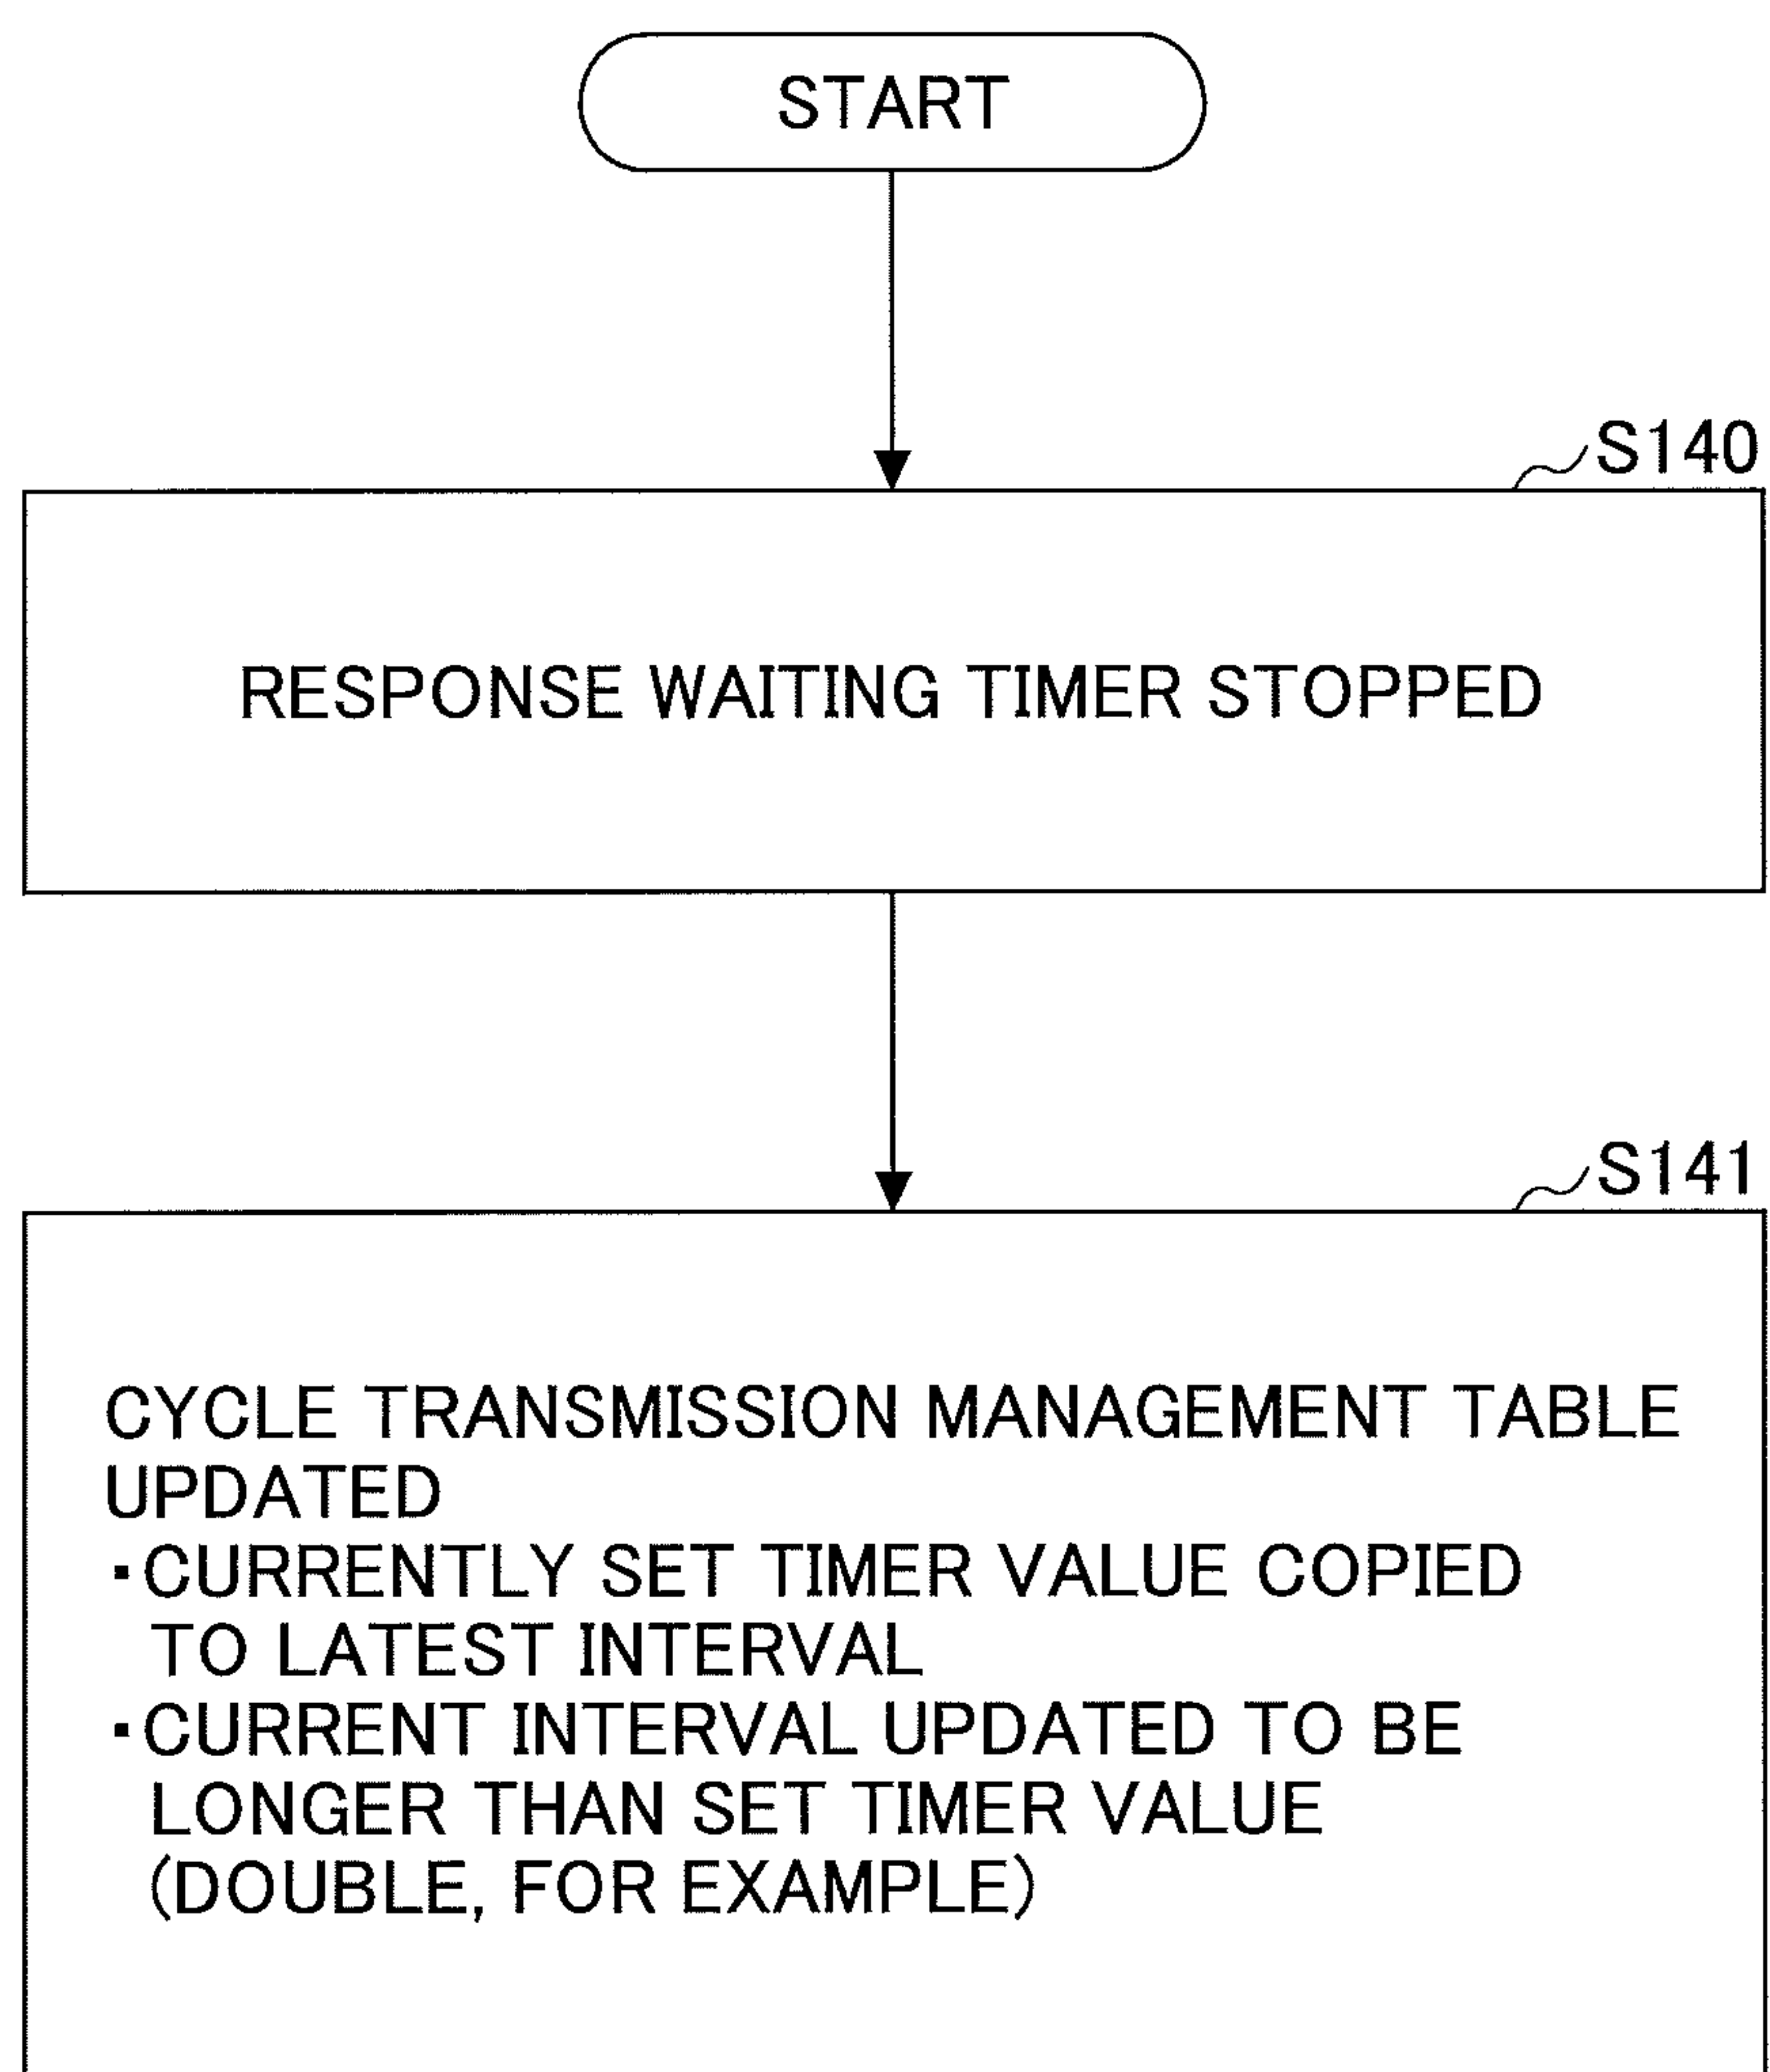 START
S140
RESPONSE WAITING TIMER STOPPED
S141
CYCLE TRANSMISSION MANAGEMENT TABLE
UPDATED
・CURRENTLY SET TIMER VALUE COPIED
TO LATEST INTERVAL
・CURRENT INTERVAL UPDATED TO BE
LONGER THAN SET TIMER VALUE
(DOUBLE, FOR EXAMPLE)